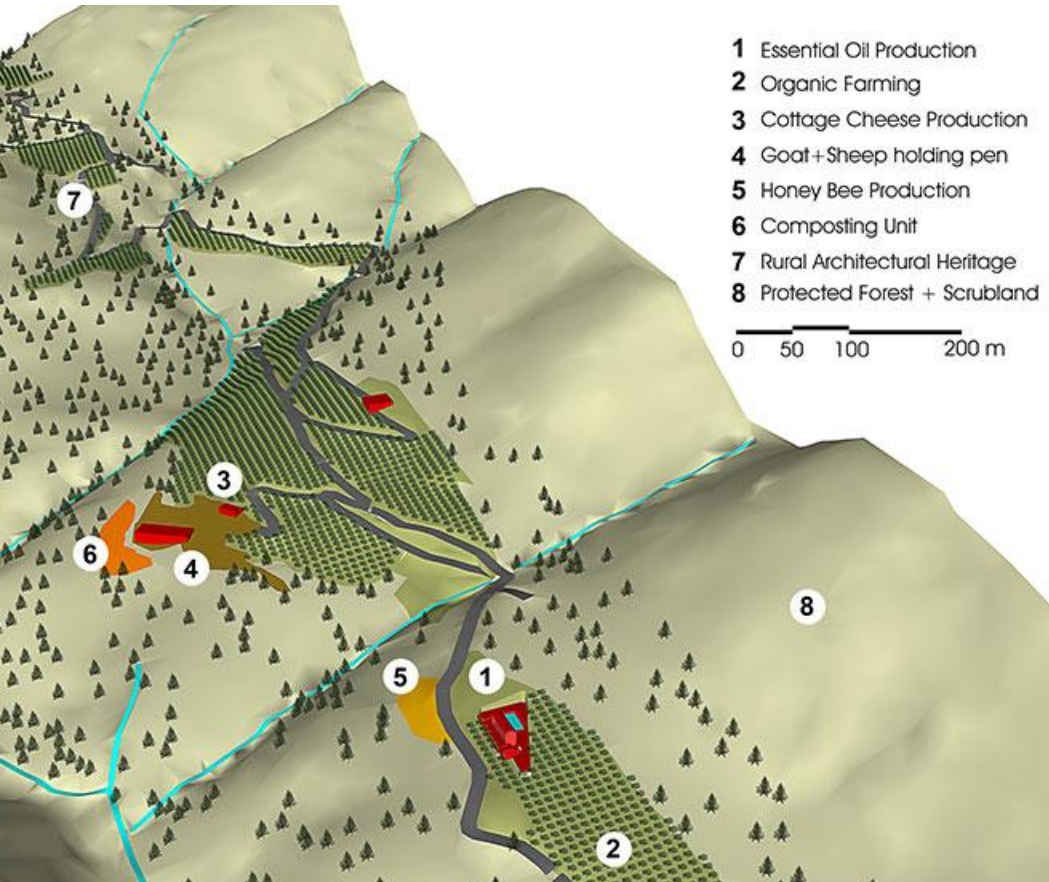 1 Essential Oil Production
2 Organic Farming
3 Cottage Cheese Production
4 Goat+Sheep holding pen
5 Honey Bee Production
6 Composting Unit
7 Rural Architectural Heritage
8 Protected Forest + Scrubland
0 50 100 200 m
7
3
6
4
8
5
1
2